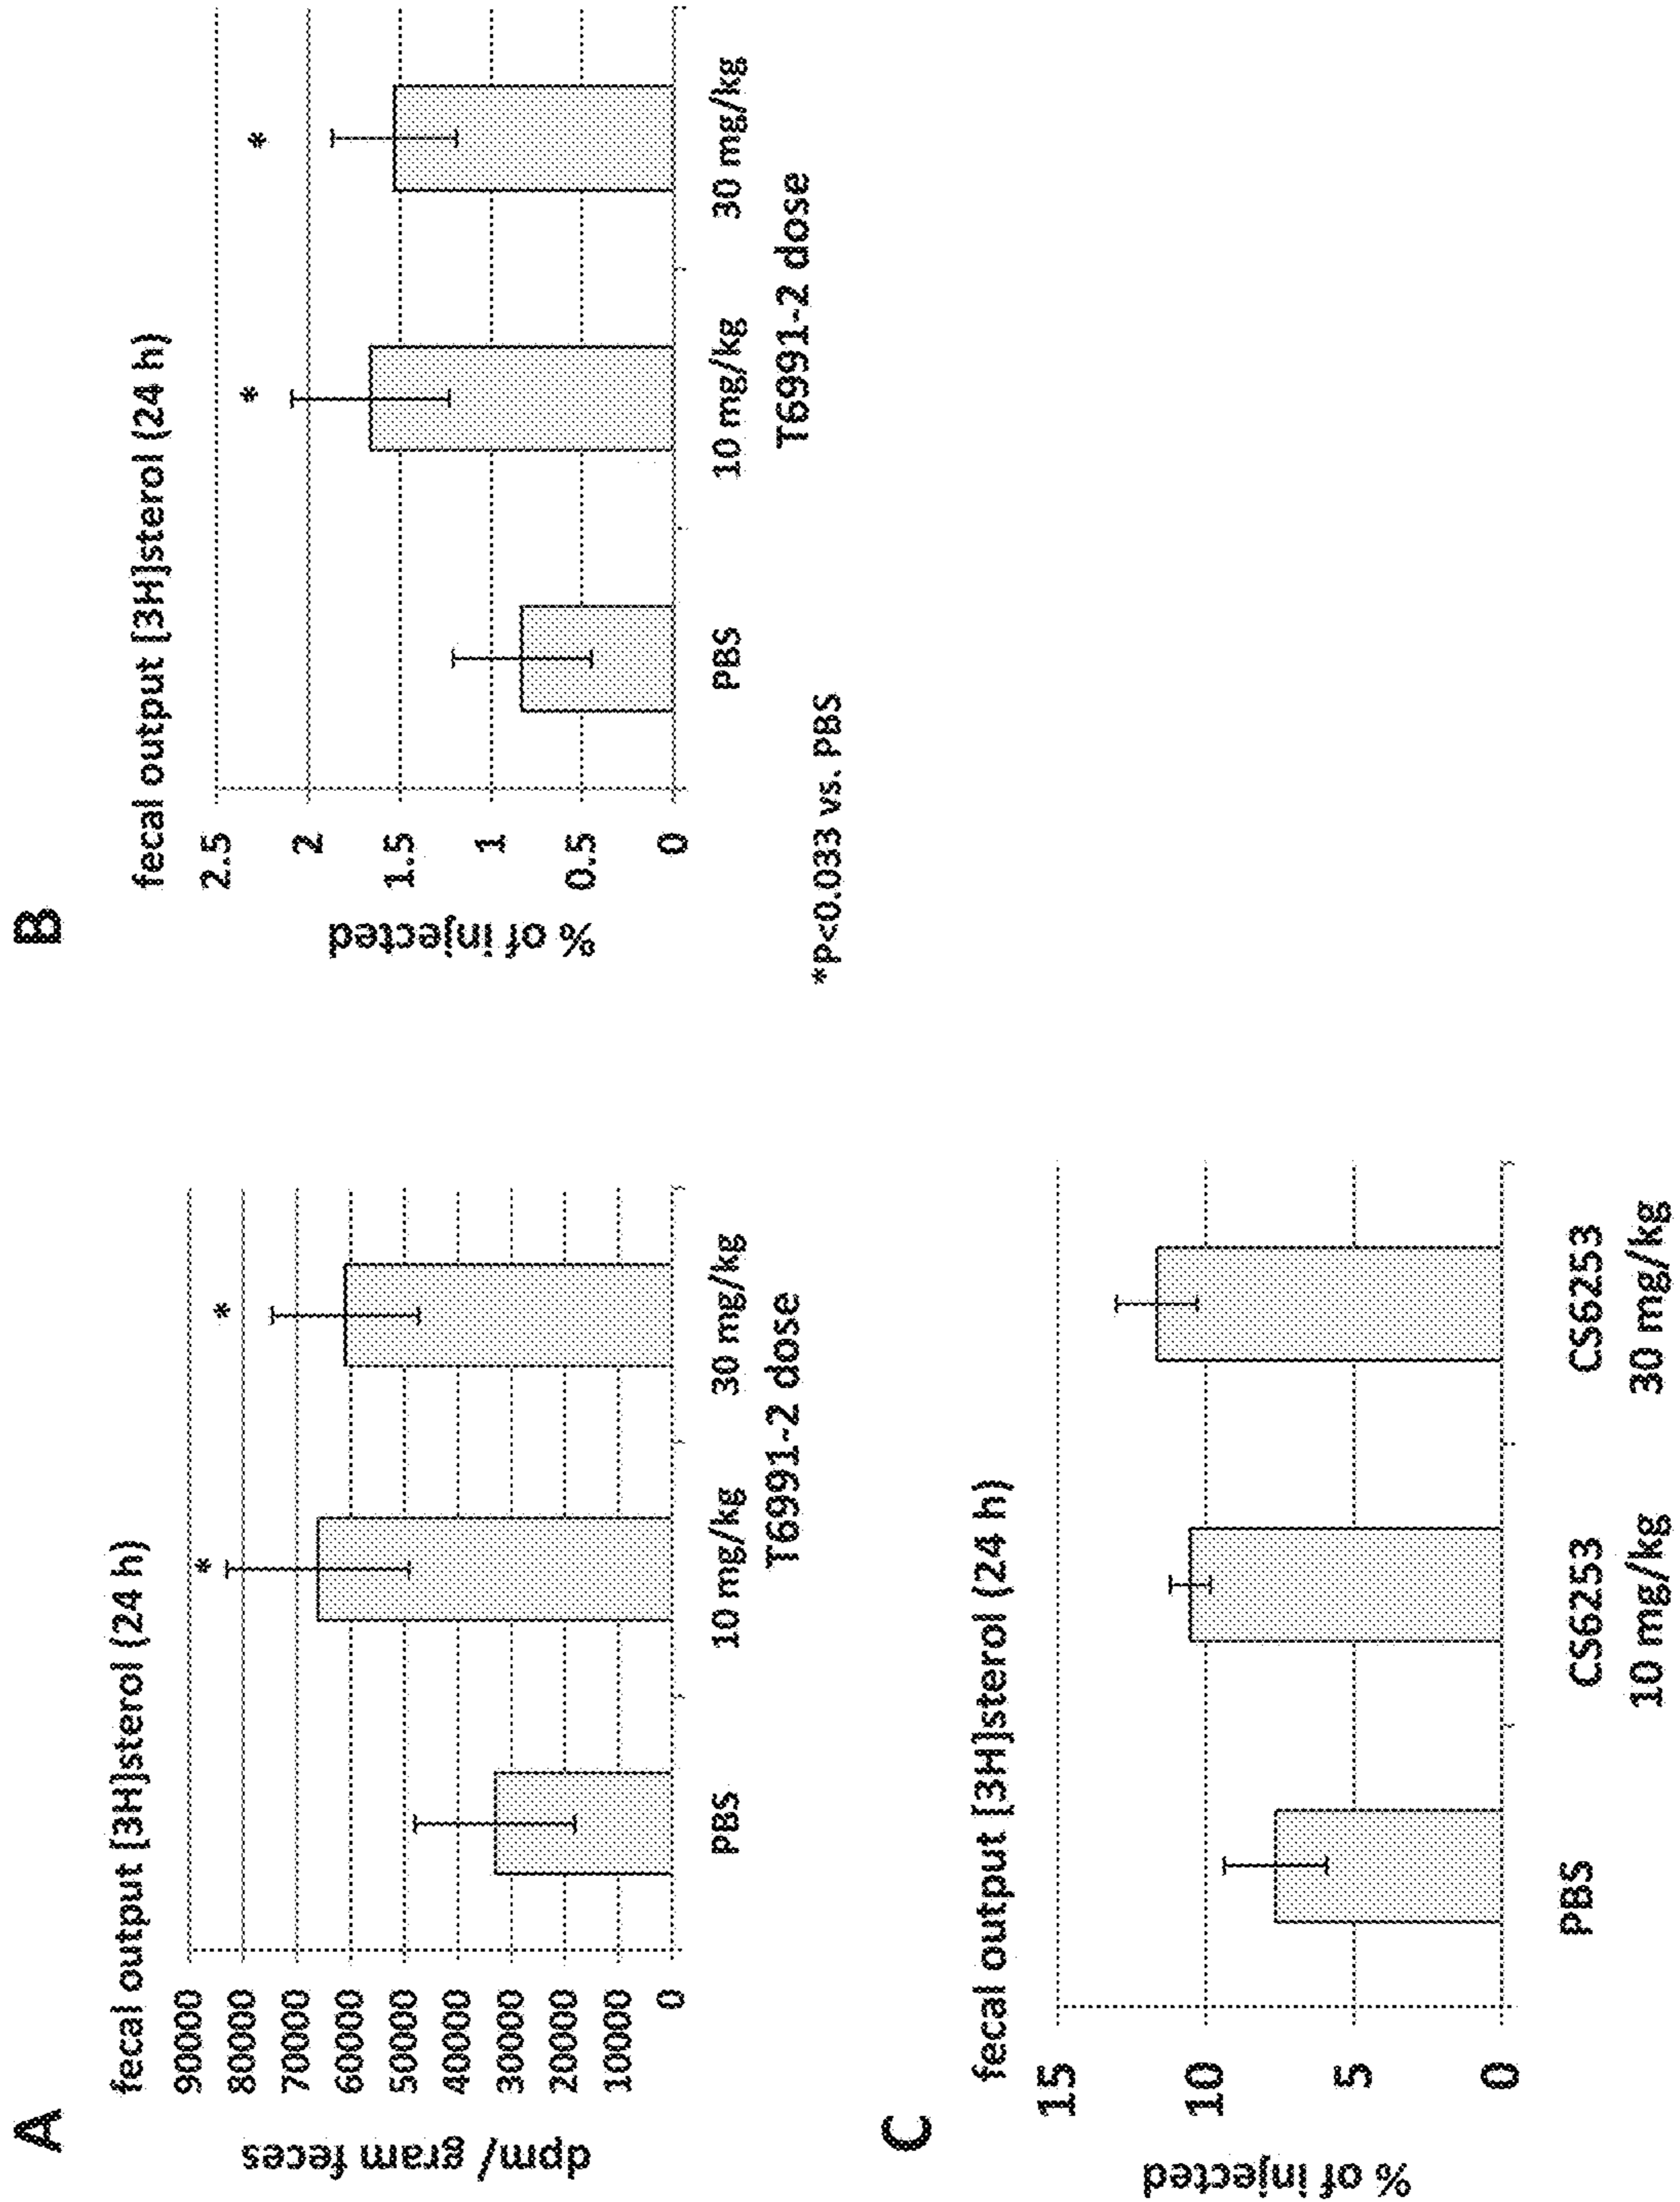 A
fecal output [3H]sterol (24 h)
dpm/ gram feces
90000
80000
70000
60000
50000
40000
30000
20000
10000
0
*
*
PBS
10 mg/kg
30 mg/kg
T6991-2 dose
B
fecal output [3H]sterol (24 h)
% of injected
2.5
2
1.5
1
0.5
0
*
*
PBS
10 mg/kg
30 mg/kg
T6991-2 dose
*p<0.033 vs. PBS
C
fecal output [3H]sterol (24 h)
% of injected
15
10
5
0
PBS
CS6253
10 mg/kg
CS6253
30 mg/kg